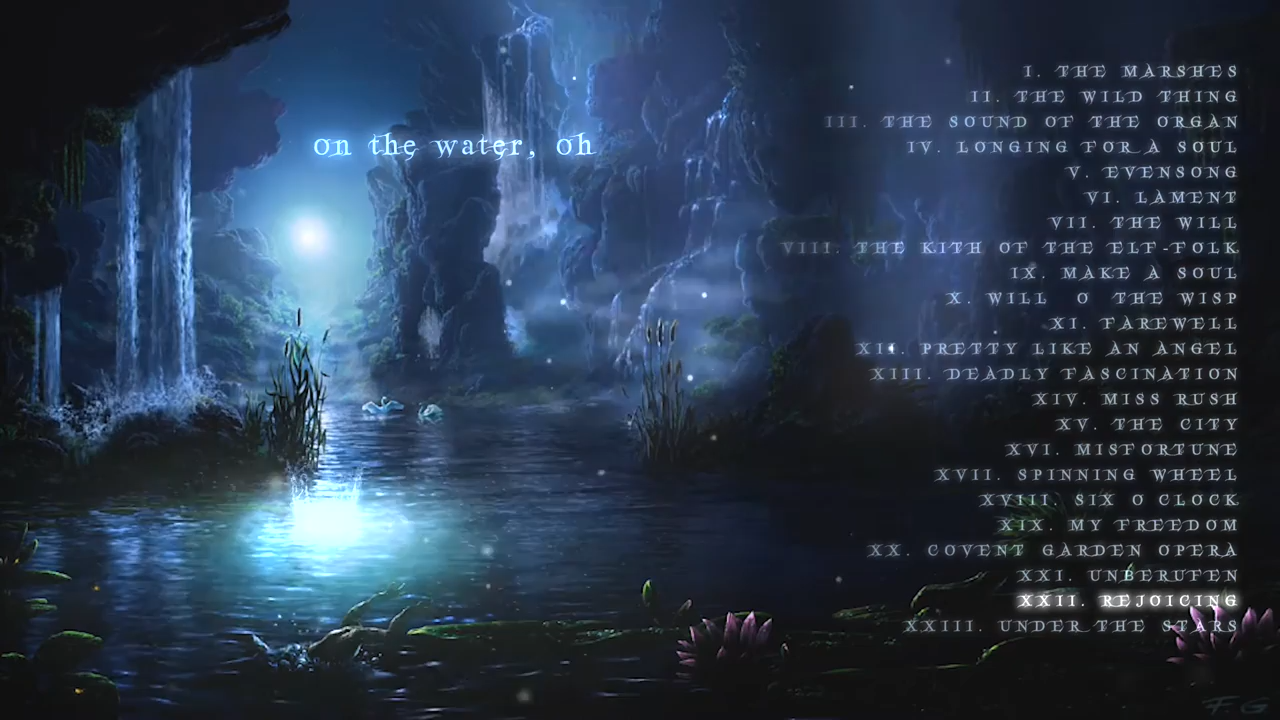 on the water, oh
I. THE MARSHES
II. THE WILD THING
III. THE SOUND OF THE ORGAN
IV. LONGING FOR A SOUL
V. EVENSONG
VI. LAMENT
VII. THE WILL
VIII. THE KITH OF THE ELF-FOLK
IX. MAKE A SOUL
X. WILL O THE WISP
XI. FAREWELL
XII. PRETTY LIKE AN ANGEL
XIII. DEADLY FASCINATION
XIV. MISS RUSH
XV. THE CITY
XVI. MISFORTUNE
XVII. SPINNING WHEEL
XVIII. SIX O CLOCK
XIX. MY FREEDOM
XX. COVENT GARDEN OPERA
XXI. UNBERUFEN
XXII. REJOICING
XXIII. UNDER THE STARS
F.G